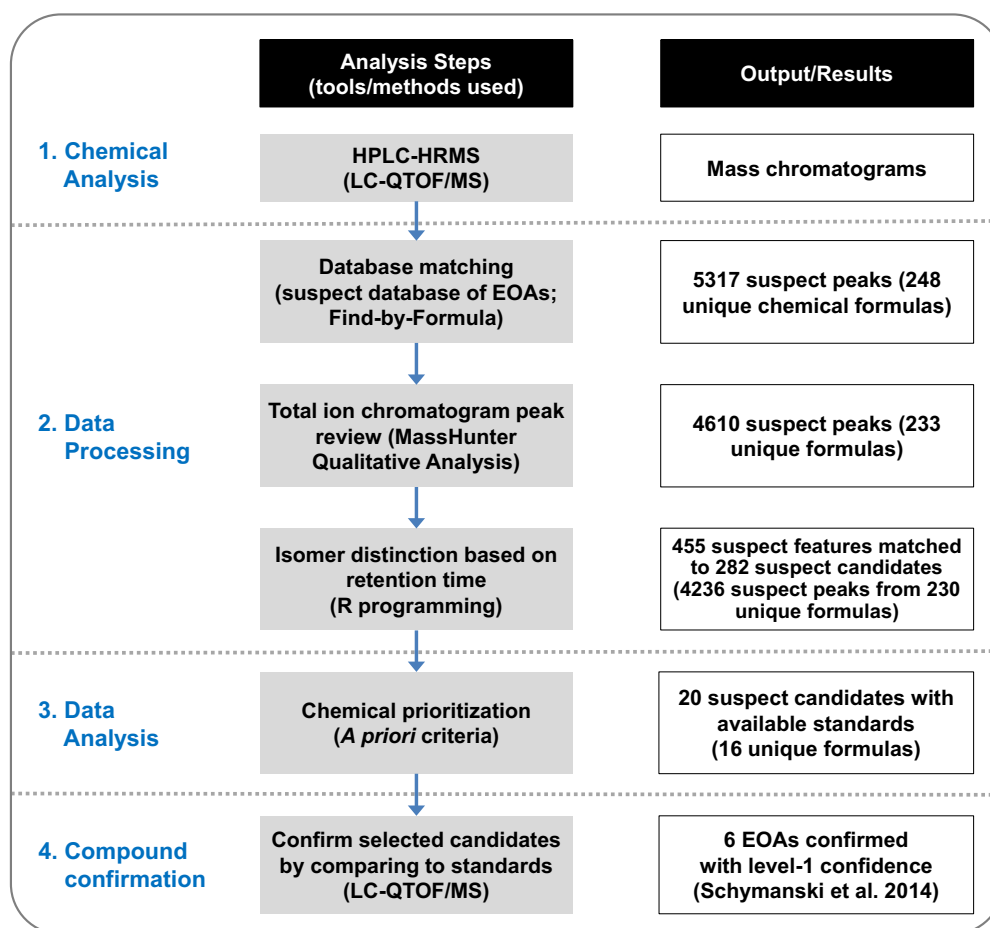 Analysis Steps
(tools/methods used)
Output/Results
1. Chemical
Analysis
HPLC-HRMS
(LC-QTOF/MS)
Mass chromatograms
2. Data
Processing
Database matching
(suspect database of EOAs;
Find-by-Formula)
5317 suspect peaks (248
unique chemical formulas)
Total ion chromatogram peak
review (MassHunter
Qualitative Analysis)
4610 suspect peaks (233
unique formulas)
Isomer distinction based on
retention time
(R programming)
455 suspect features matched
to 282 suspect candidates
(4236 suspect peaks from 230
unique formulas)
3. Data
Analysis
Chemical prioritization
(A priori criteria)
20 suspect candidates with
available standards
(16 unique formulas)
4. Compound
confirmation
Confirm selected candidates
by comparing to standards
(LC-QTOF/MS)
6 EOAs confirmed
with level-1 confidence
(Schymanski et al. 2014)